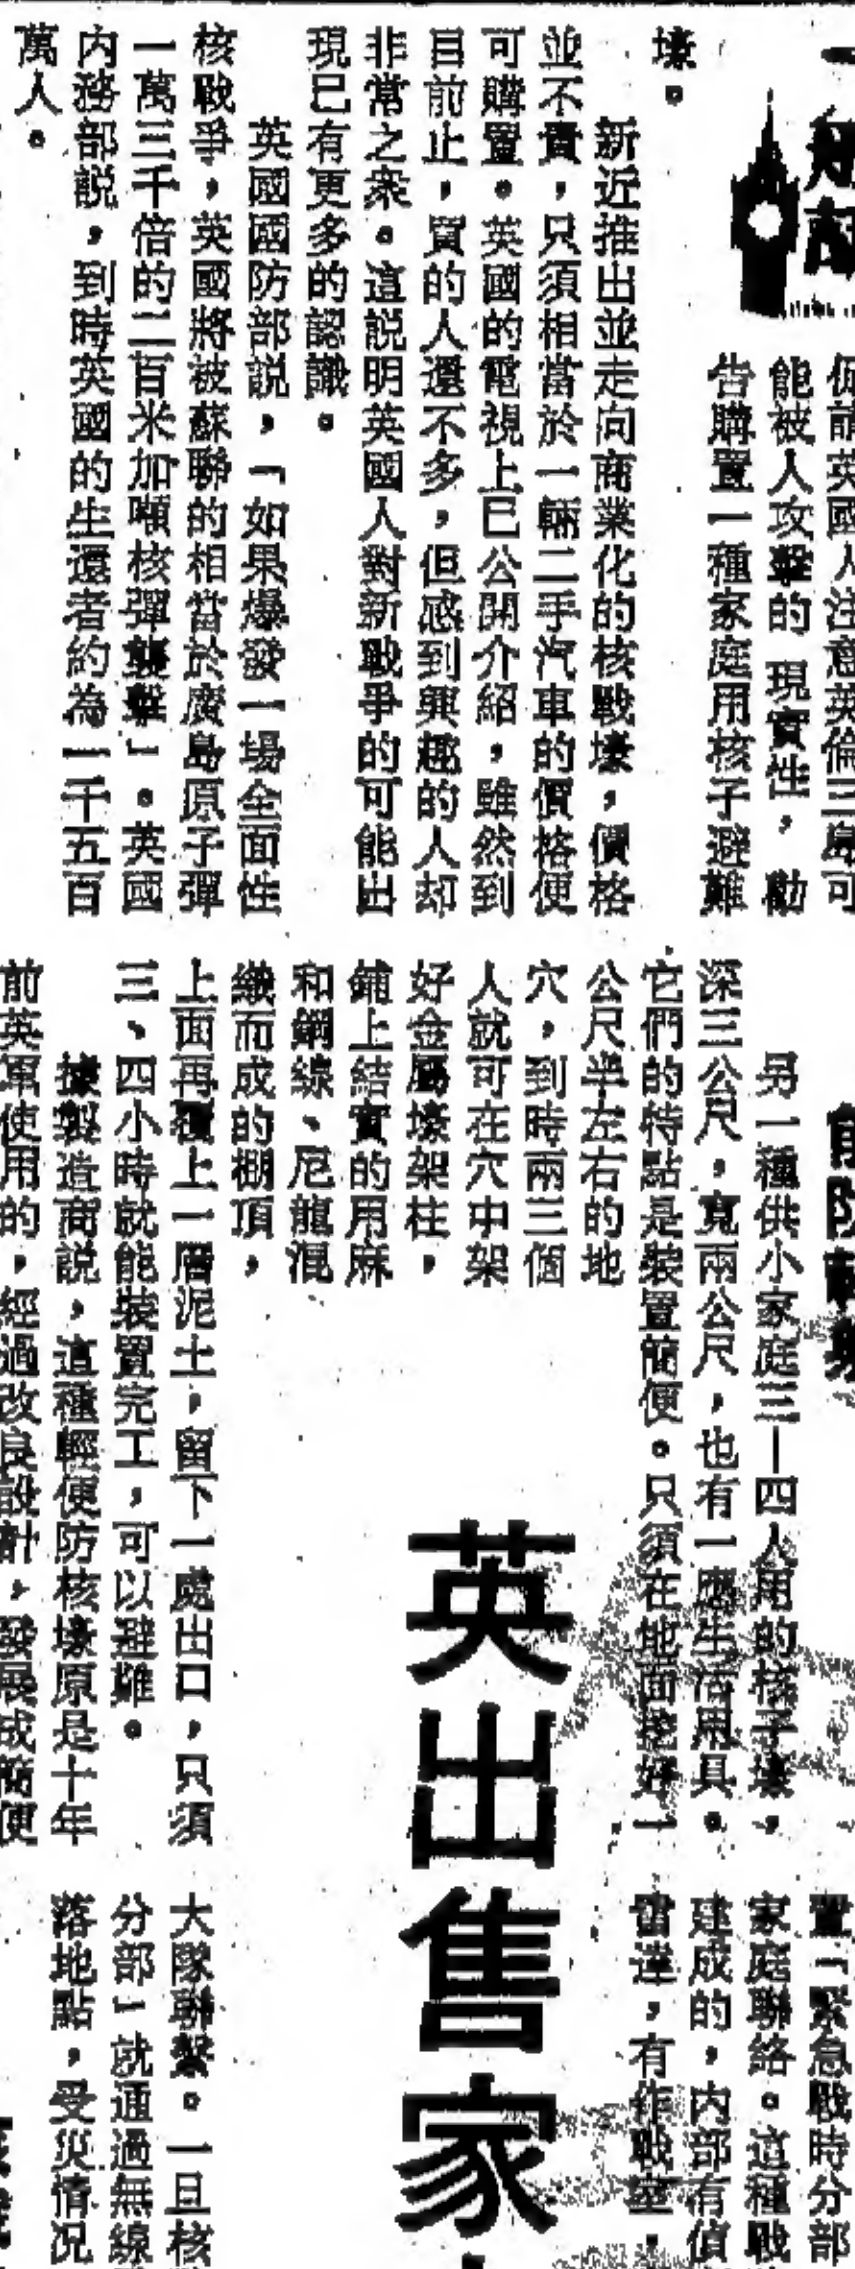 能被人攻擊的 現實性，勸
告購置一種家庭用核子避難
壕。
新近推出並走向商業化的核戰壕，價格
並不貴，只須相當於一輛二手汽車的價格便
可購置。英國的電視上已公開介紹，雖然到
目前止，買的人還不多，但感到興趣的人却
非常之衆。這説明英國人對新戰爭的可能出
現已有更多的認識。
英國國防部説，「如果爆發一場全面性
核戰爭，英國將被蘇聯的相當於廣島原子彈
一萬三千倍的二百米加噸核彈襲擊」。英國
内務部説，到時英國的生還者約為一千五百
萬人。
另一種供小家庭三—四人用的核子壕，
深三公尺，寬兩公尺，也有一應生活用具。
它們的特點是裝置簡便。只須在地面挖好一
公尺半左右的地
穴，到時兩三個
人就可在穴中架
好金屬壕架柱，
鋪上結實的用麻
和鋼線、尼龍混
織而成的棚頂，
上面再覆上一層泥土，留下一處出口，只須
三、四小時就能裝置完工，可以避難。
據製造商説，這種輕便防核壕原是十年
前英軍使用的，經過改良設計，發展成簡便
英出售家
置「緊急戰時分部
家庭聯絡。這種戰
建成的，内部有偵
雷達，有作戰室，
大隊聯繫。一旦核
分部」就通過無線
落地點，受災情況